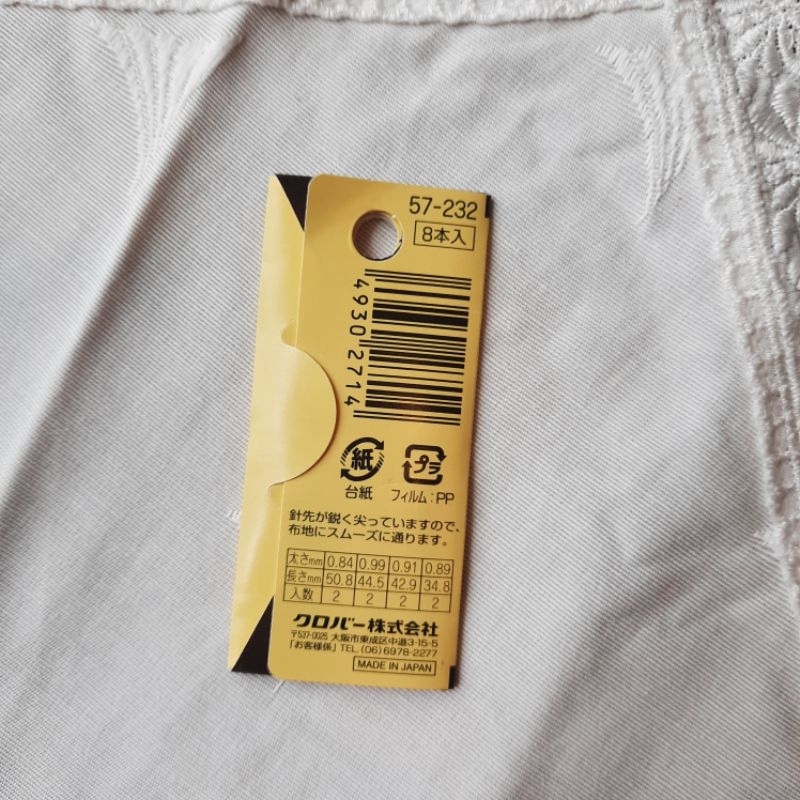 57-232
8本入
49302714
紙
プラ
台紙 フィルム:PP
針先が鋭く尖っていますので、
布地にスムーズに通ります。
太さmm 0.84 0.99 0.91 0.89
長さmm 50.8 44.5 42.9 34.8
入数 2 2 2 2
クロバー株式会社
〒537-0025 大阪市東成区中道3-15-5
「お客様係」TEL.(06)6978-2277
MADE IN JAPAN